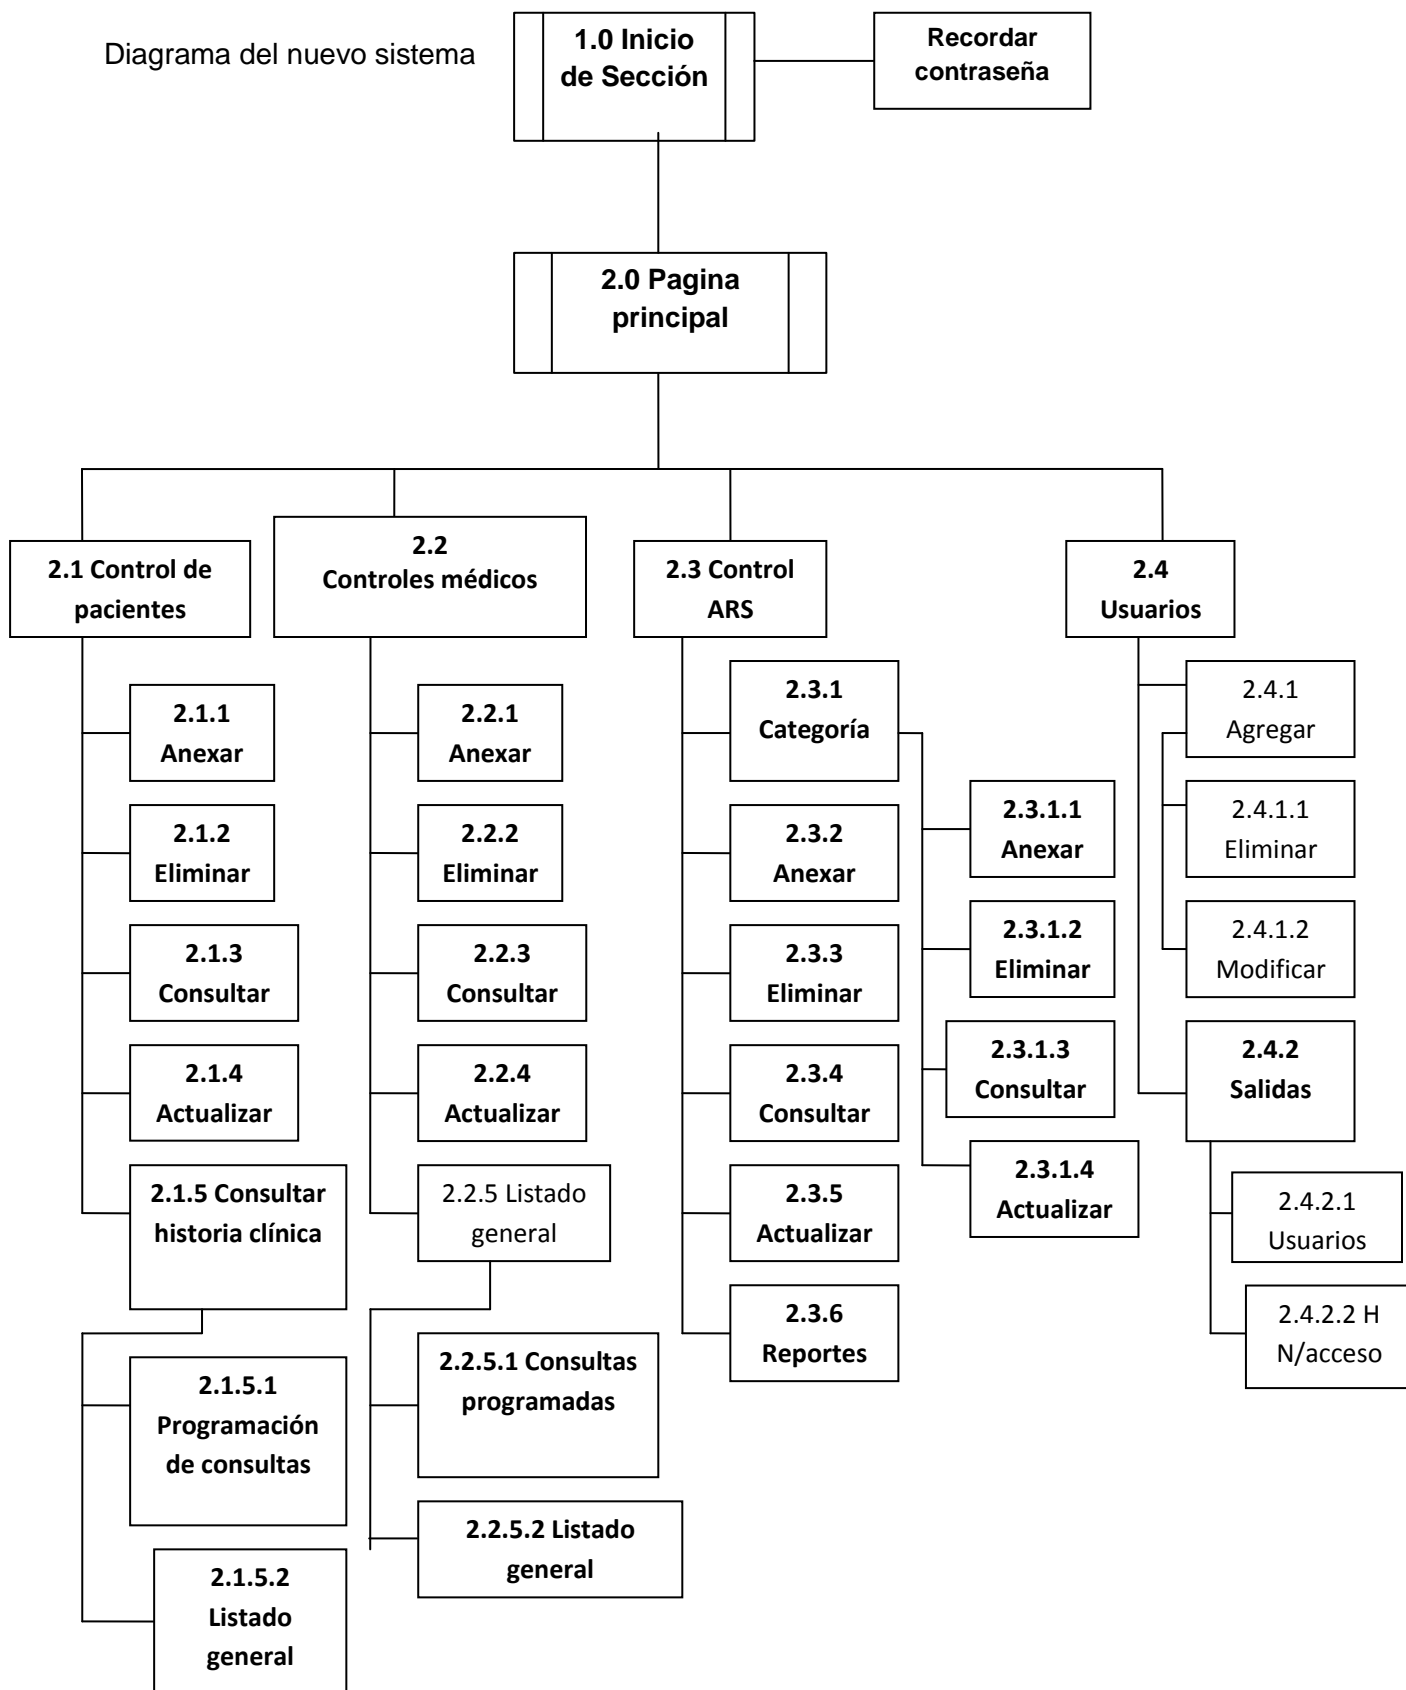 Diagrama del nuevo sistema
1.0 Inicio
de Sección
Recordar
contraseña
2.0 Pagina
principal
2.1 Control de
pacientes
2.2
Controles médicos
2.3 Control
ARS
2.4
Usuarios
2.1.1
Anexar
2.1.2
Eliminar
2.1.3
Consultar
2.1.4
Actualizar
2.1.5 Consultar
historia clínica
2.1.5.1
Programación
de consultas
2.1.5.2
Listado
general
2.2.1
Anexar
2.2.2
Eliminar
2.2.3
Consultar
2.2.4
Actualizar
2.2.5 Listado
general
2.2.5.1 Consultas
programadas
2.2.5.2 Listado
general
2.3.1
Categoría
2.3.2
Anexar
2.3.3
Eliminar
2.3.4
Consultar
2.3.5
Actualizar
2.3.6
Reportes
2.3.1.1
Anexar
2.3.1.2
Eliminar
2.3.1.3
Consultar
2.3.1.4
Actualizar
2.4.1
Agregar
2.4.1.1
Eliminar
2.4.1.2
Modificar
2.4.2
Salidas
2.4.2.1
Usuarios
2.4.2.2 H
N/acceso